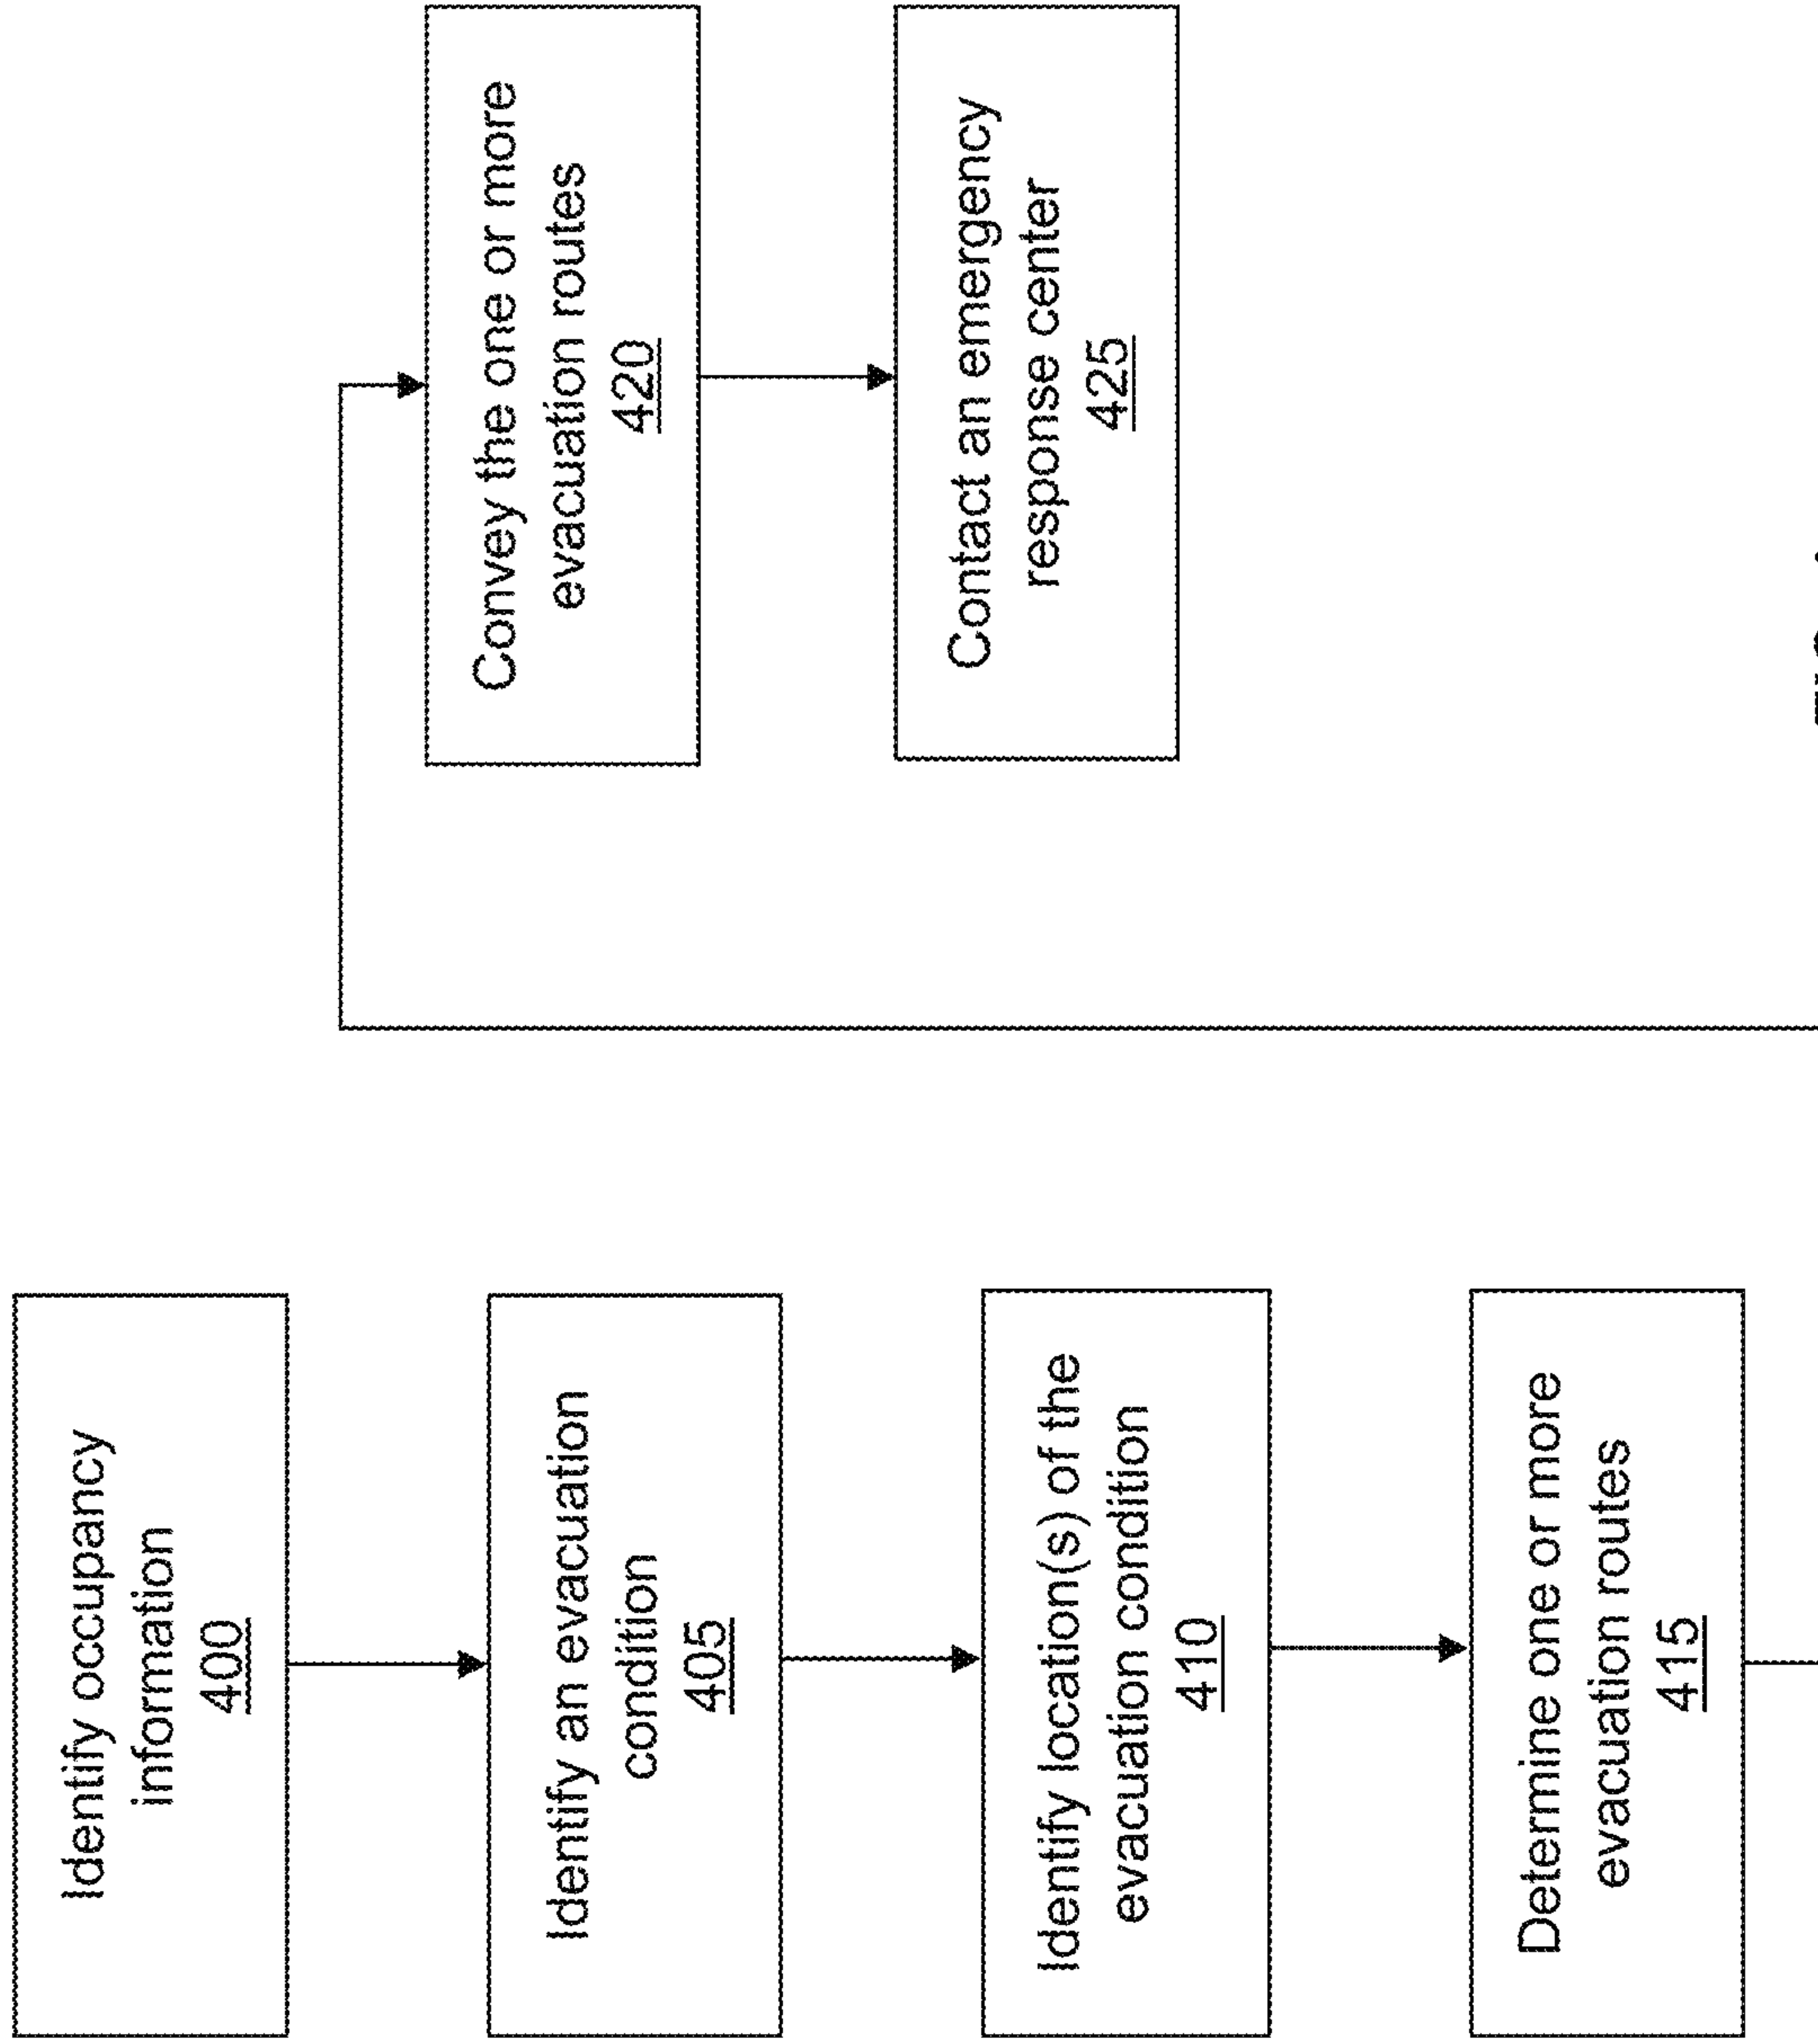 Identify occupancy
information
400
Identify an evacuation
condition
405
Identify location(s) of the
evacuation condition
410
Determine one or more
evacuation routes
415
Convey the one or more
evacuation routes
420
Contact an emergency
response center
425